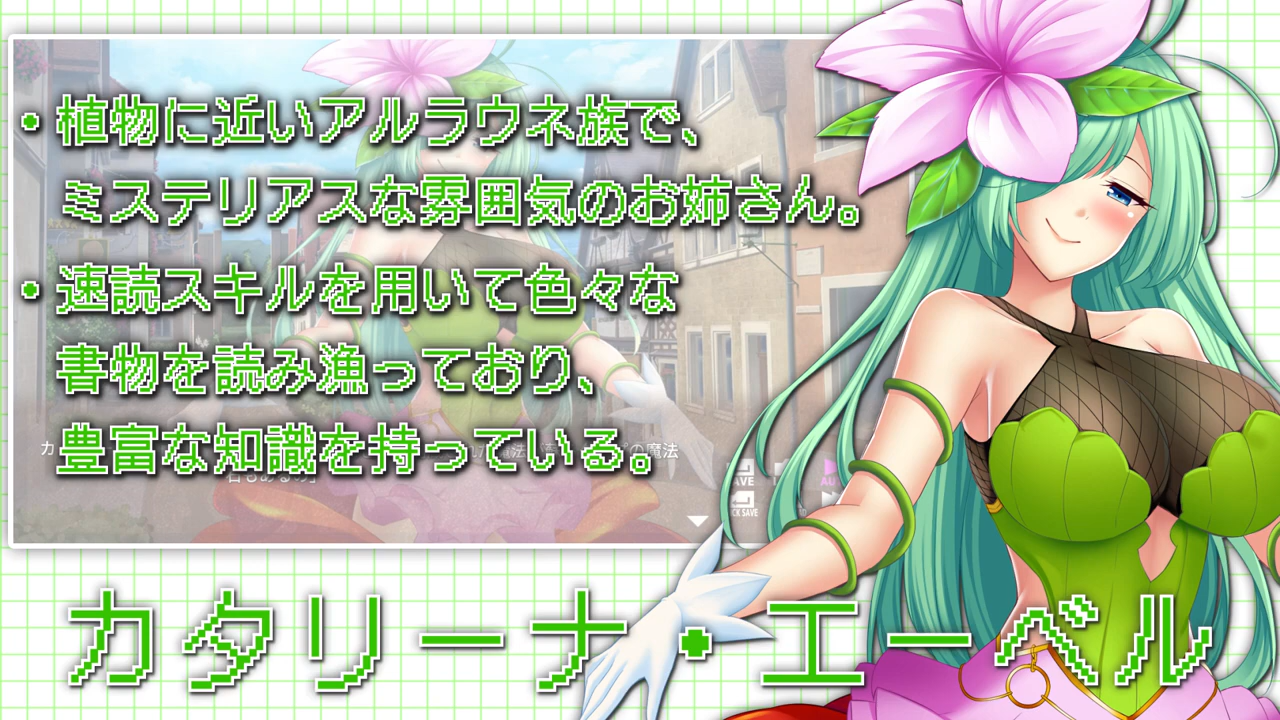 ・植物に近いアルラウネ族で、
ミステリアスな雰囲気のお姉さん。
・速読スキルを用いて色々な
書物を読み漁っており、
豊富な知識を持っている。
カタリーナ・エーベル